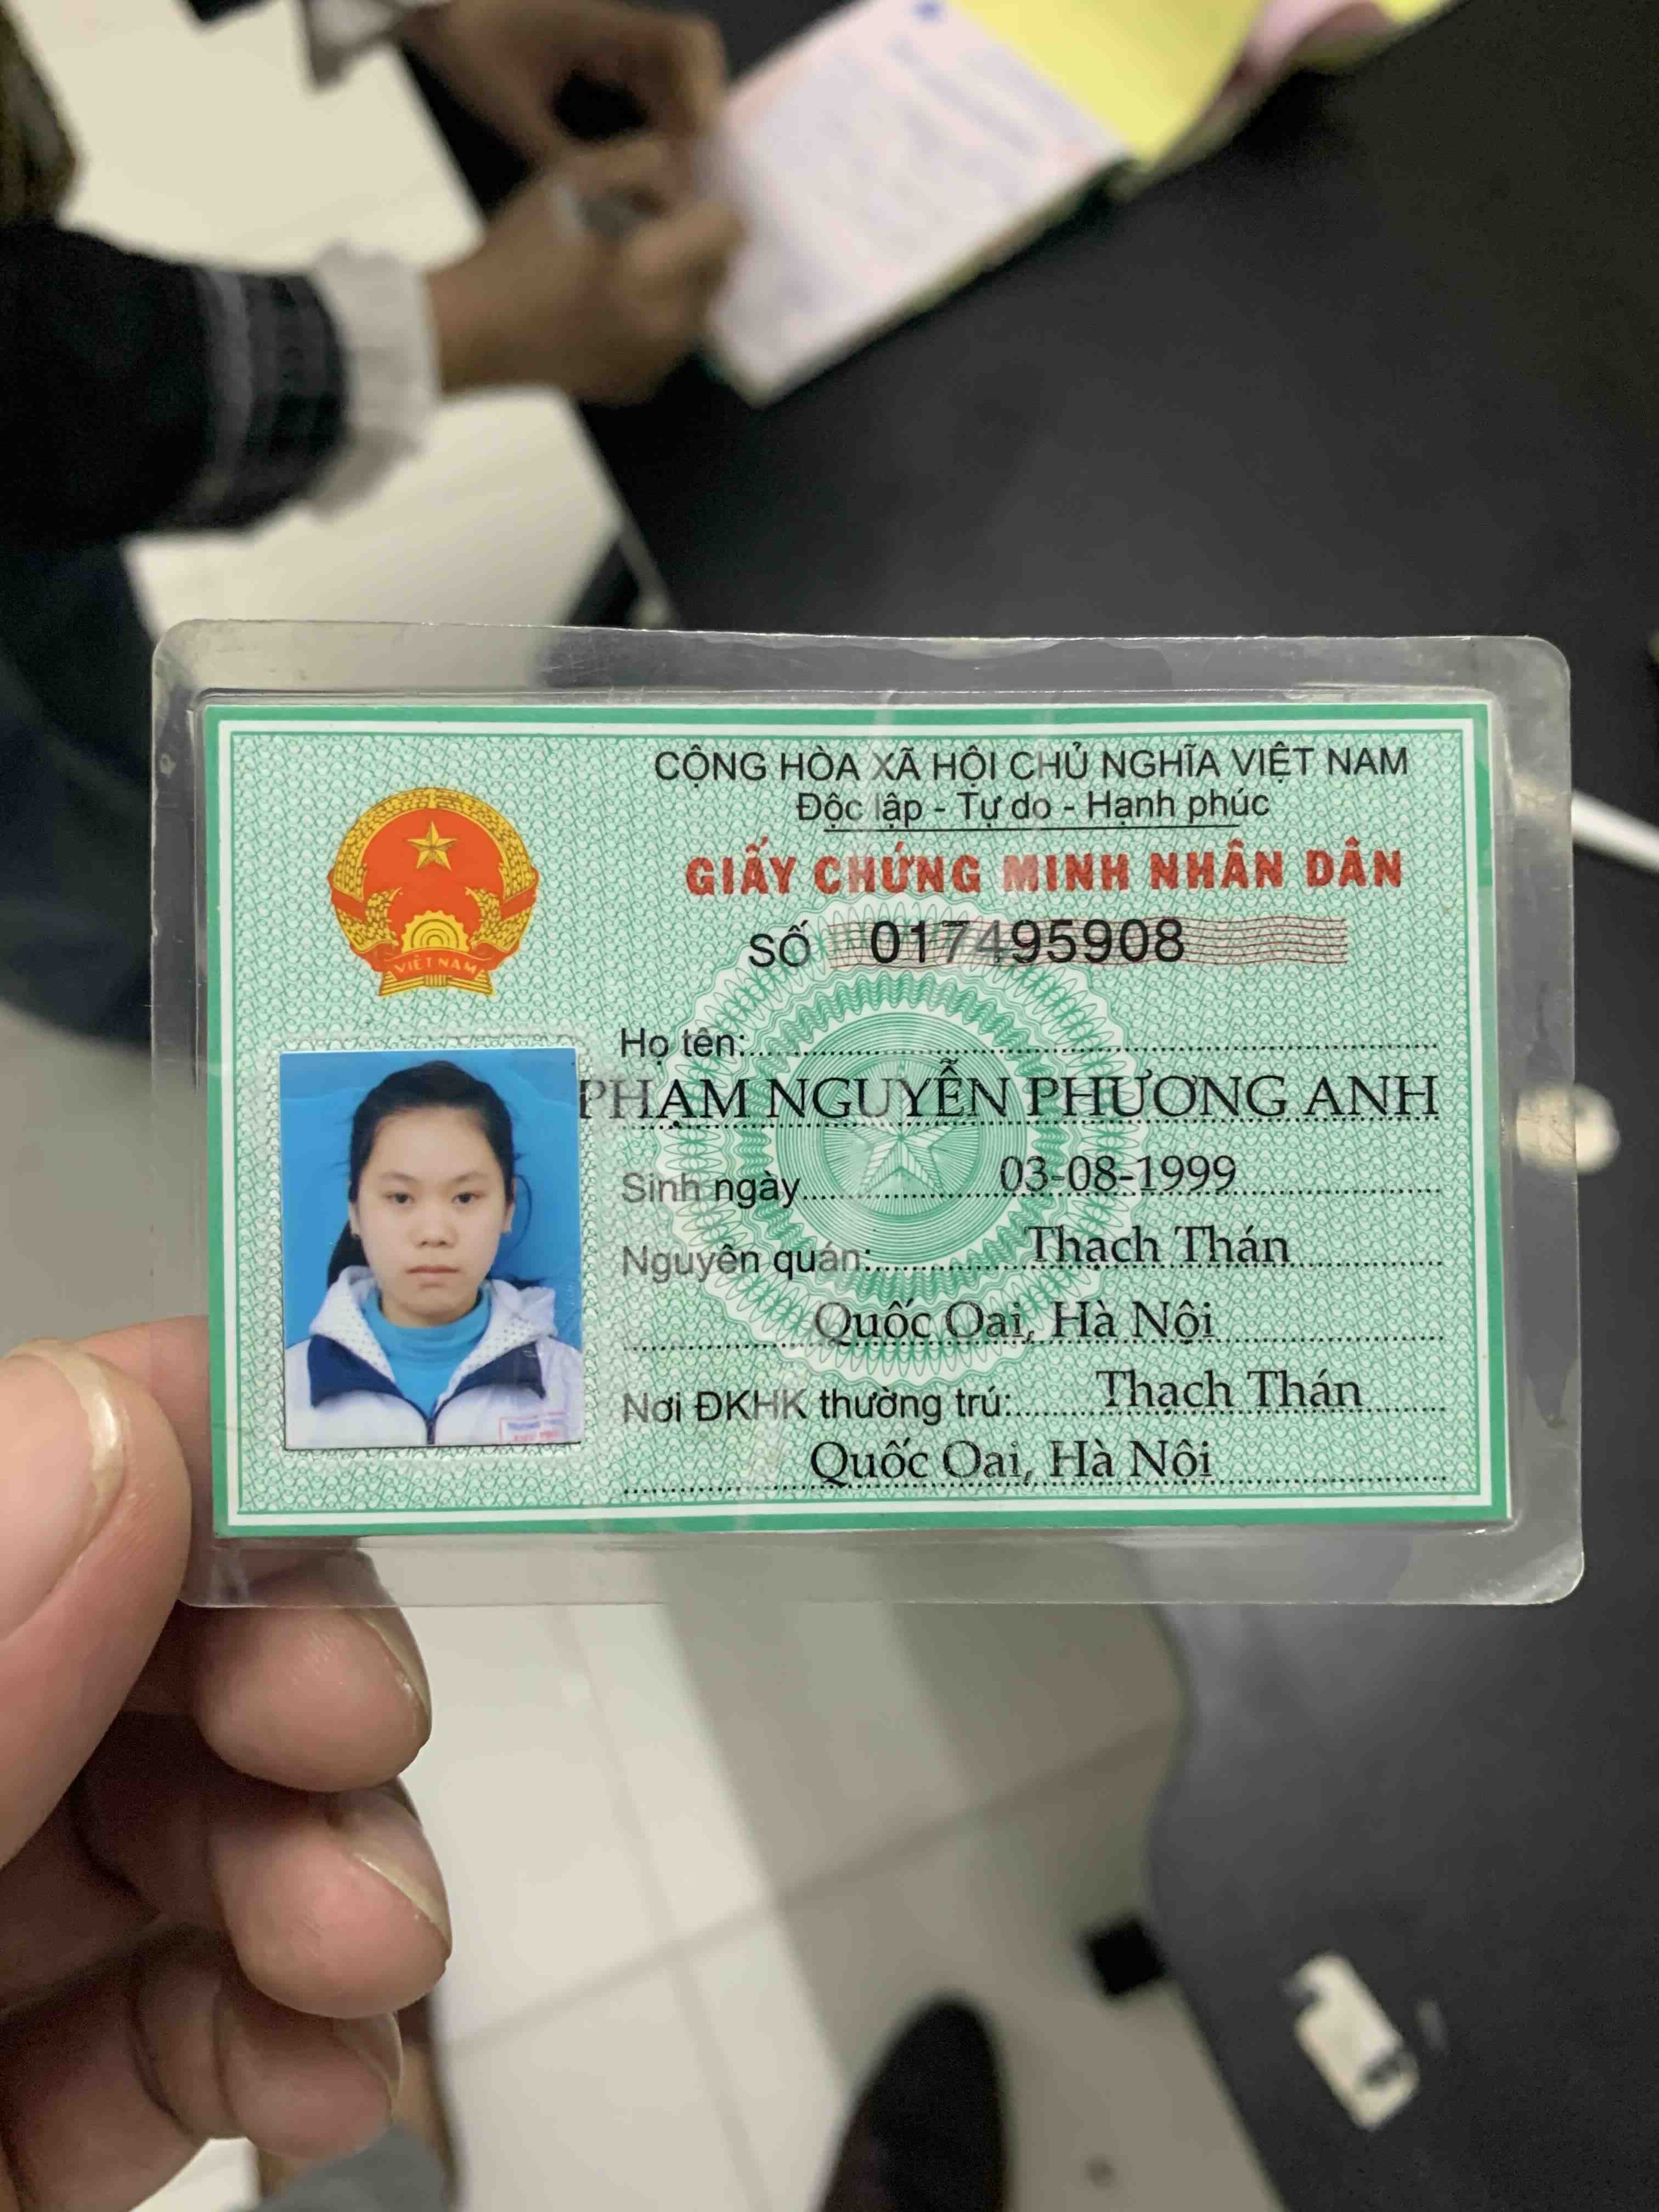 CỘNG HÒA XÃ HỘI CHỦ NGHĨA VIỆT NAM
Độc lập - Tự do - Hạnh phúc
GIẤY CHỨNG MINH NHÂN DÂN
SỐ 017495908
VIỆT NAM
Họ tên:
PHẠM NGUYỄN PHƯƠNG ANH
Sinh ngày 03-08-1999
Nguyên quán: Thạch Thán
Quốc Oai, Hà Nội
Nơi ĐKHK thường trú: Thạch Thán
Quốc Oai, Hà Nội